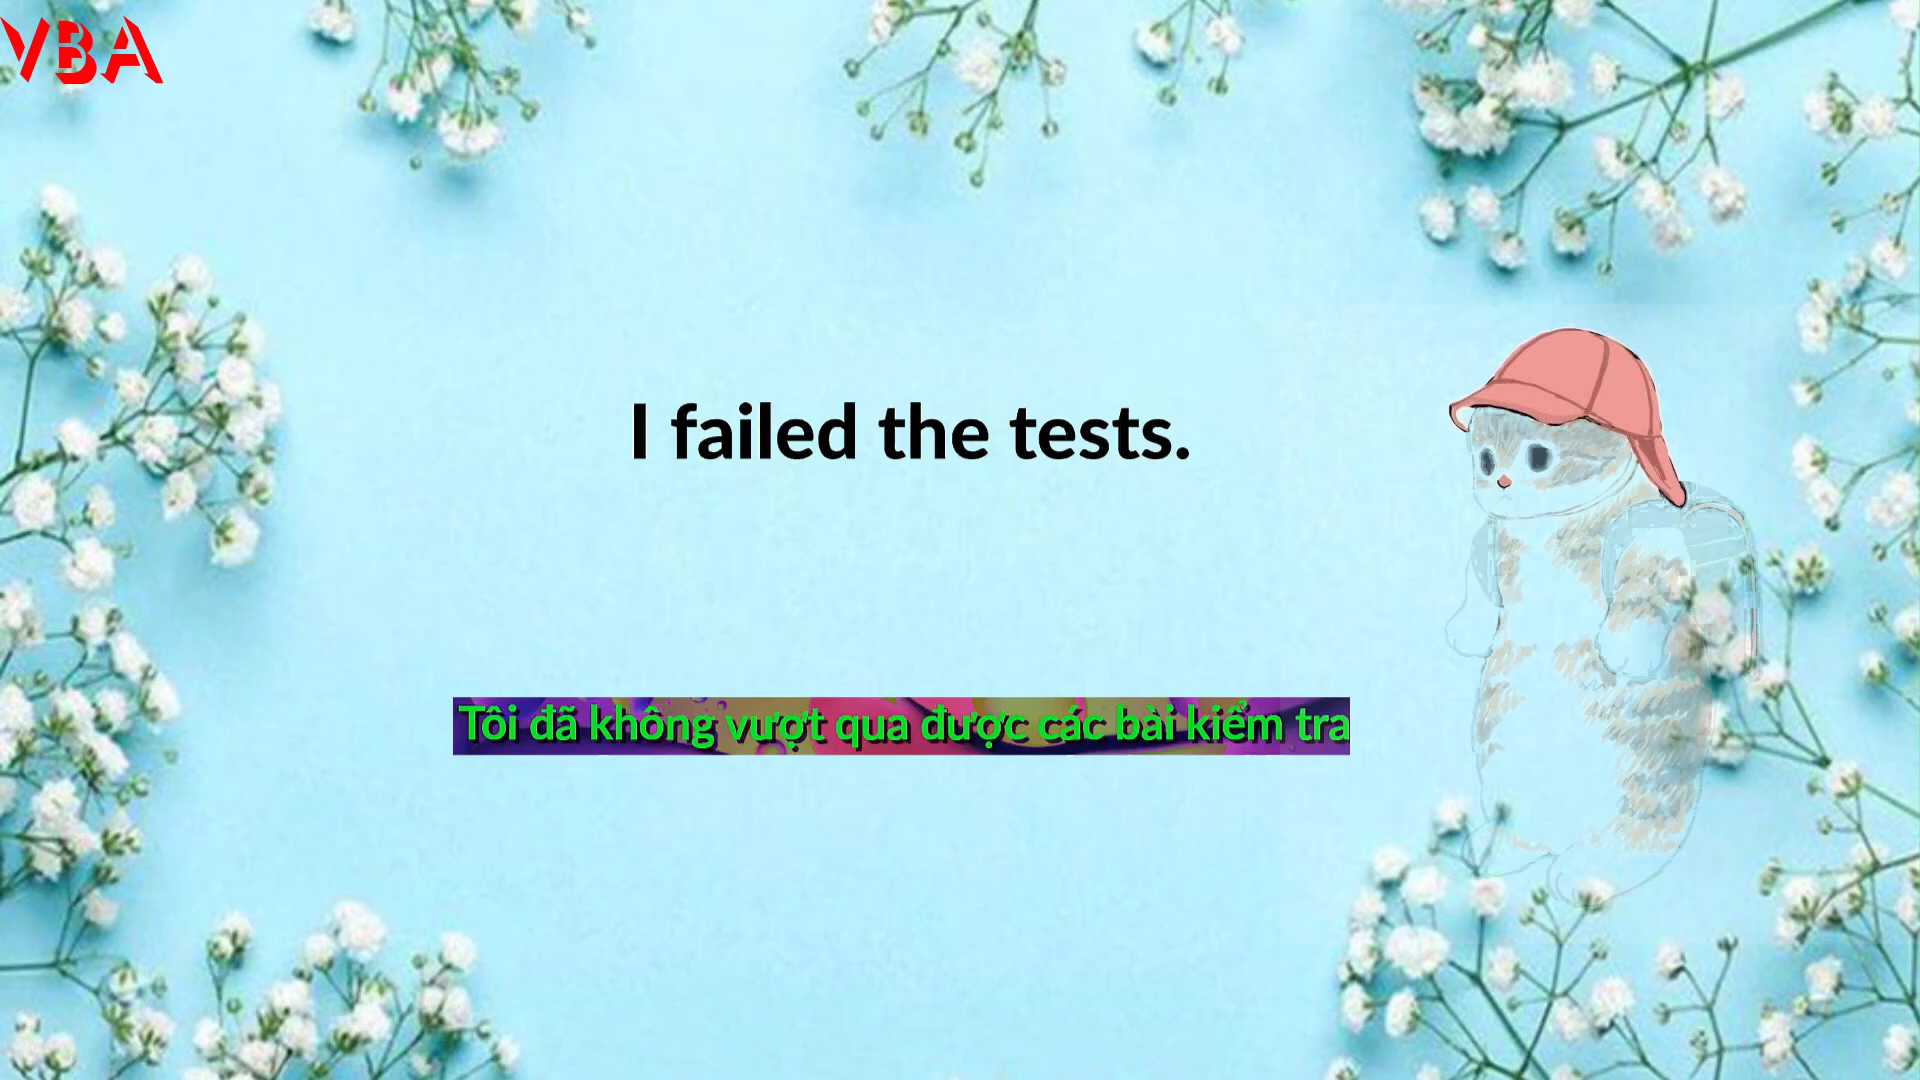 VBA
I failed the tests.
Tôi đã không vượt qua được các bài kiểm tra